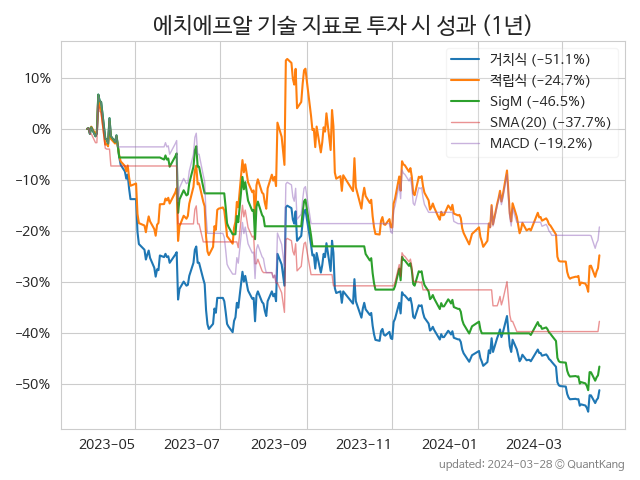 에치에프알 기술 지표로 투자 시 성과 (1년)
거치식 (−51.1%)
적립식 (−24.7%)
SigM (−46.5%)
SMA(20) (−37.7%)
MACD (−19.2%)
10%
0%
−10%
−20%
−30%
−40%
−50%
2023-05
2023-07
2023-09
2023-11
2024-01
2024-03
updated: 2024-03-28 © QuantKang